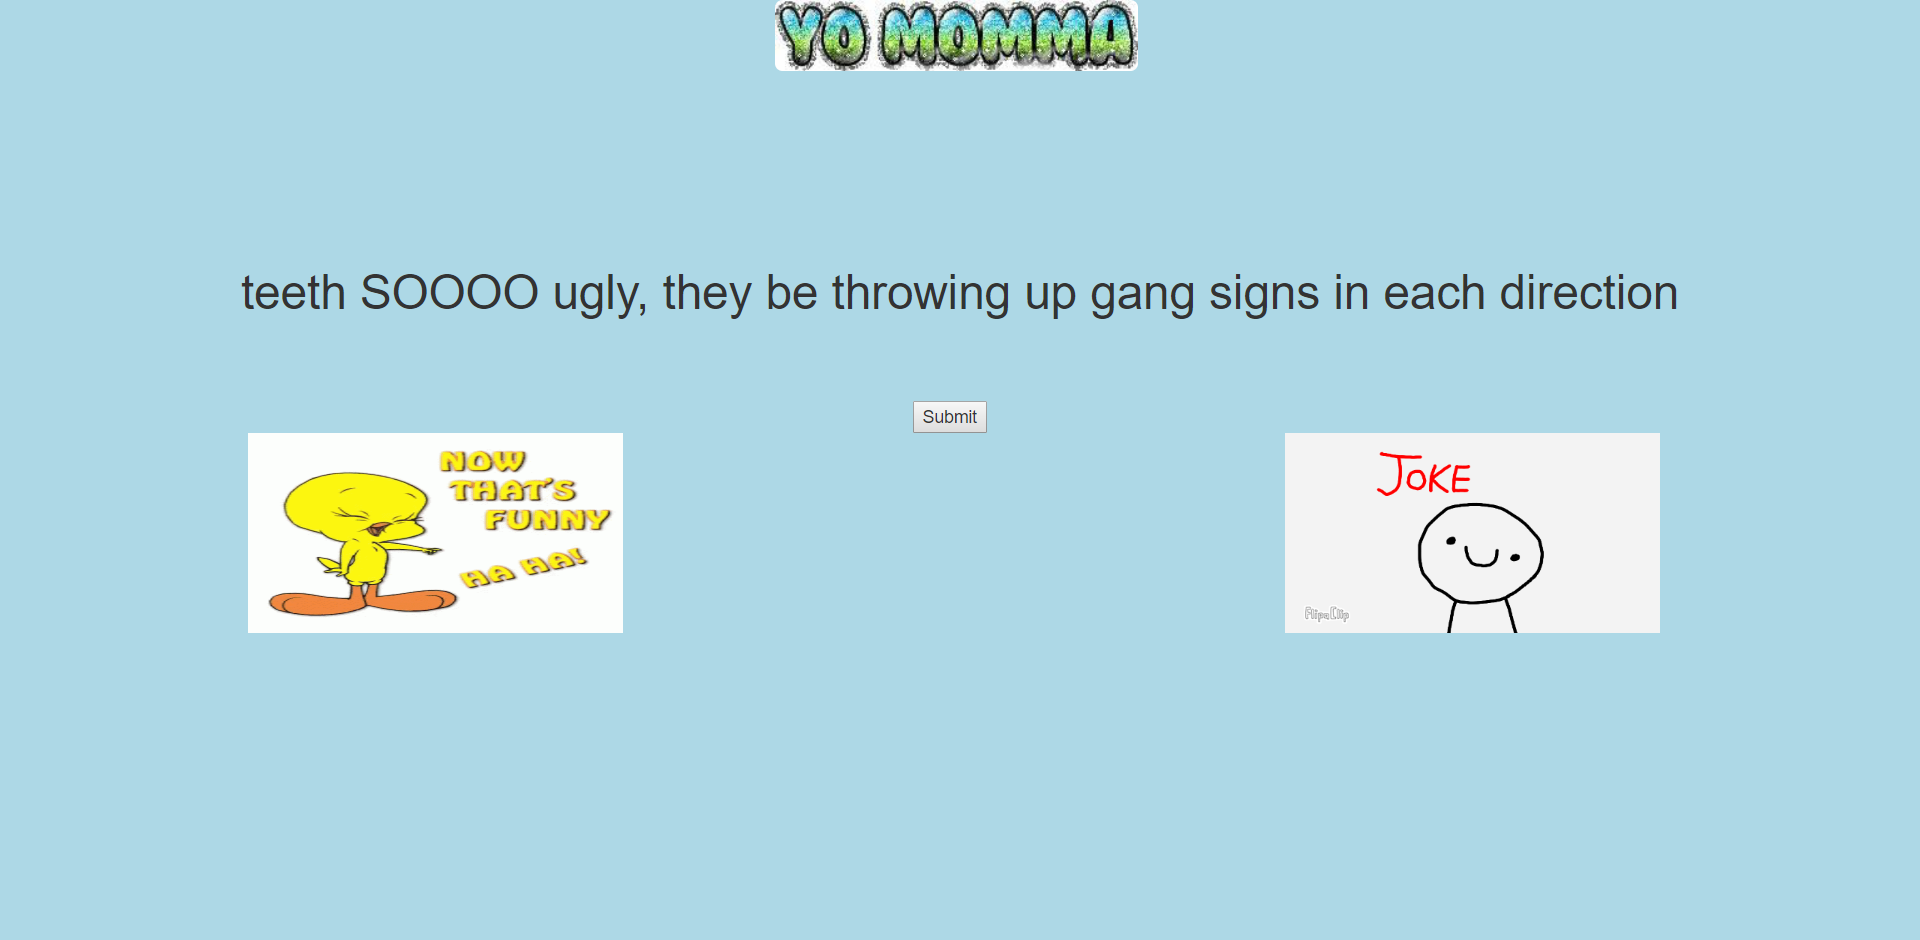 YO MOMMA
teeth SOOOO ugly, they be throwing up gang signs in each direction
Submit
NOW
THAT'S
FUNNY
HA HA!
JOKE
FlipaClip